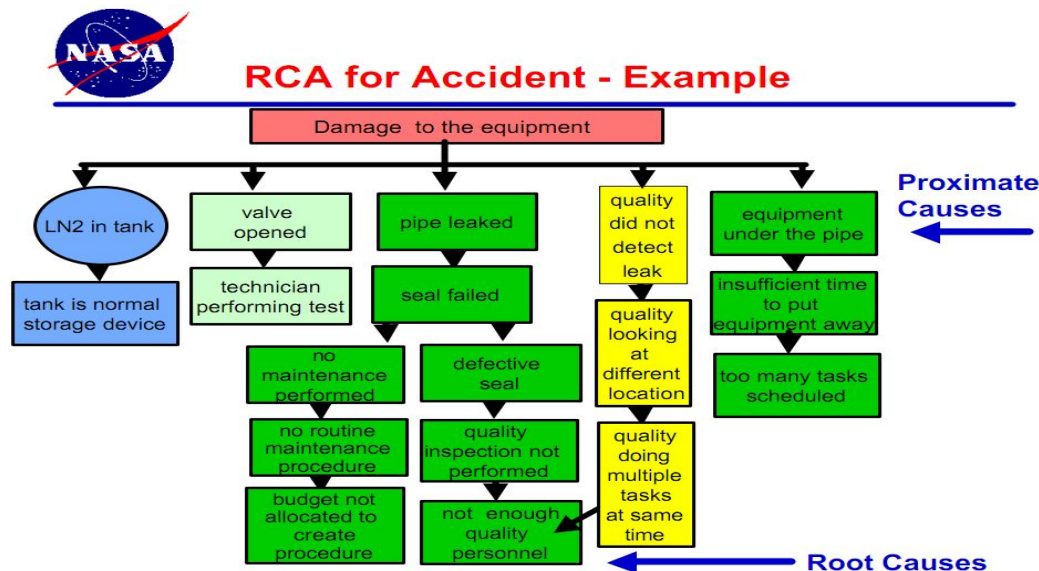 NASA
RCA for Accident - Example
Damage to the equipment
Proximate
Causes
LN2 in tank
valve
opened
pipe leaked
quality
did not
detect
leak
equipment
under the pipe
tank is normal
storage device
technician
performing test
seal failed
quality
looking
at
different
location
insufficient time
to put
equipment away
no
maintenance
performed
defective
seal
too many tasks
scheduled
no routine
maintenance
procedure
quality
inspection not
performed
quality
doing
multiple
tasks
at same
time
budget not
allocated to
create
procedure
not enough
quality
personnel
Root Causes